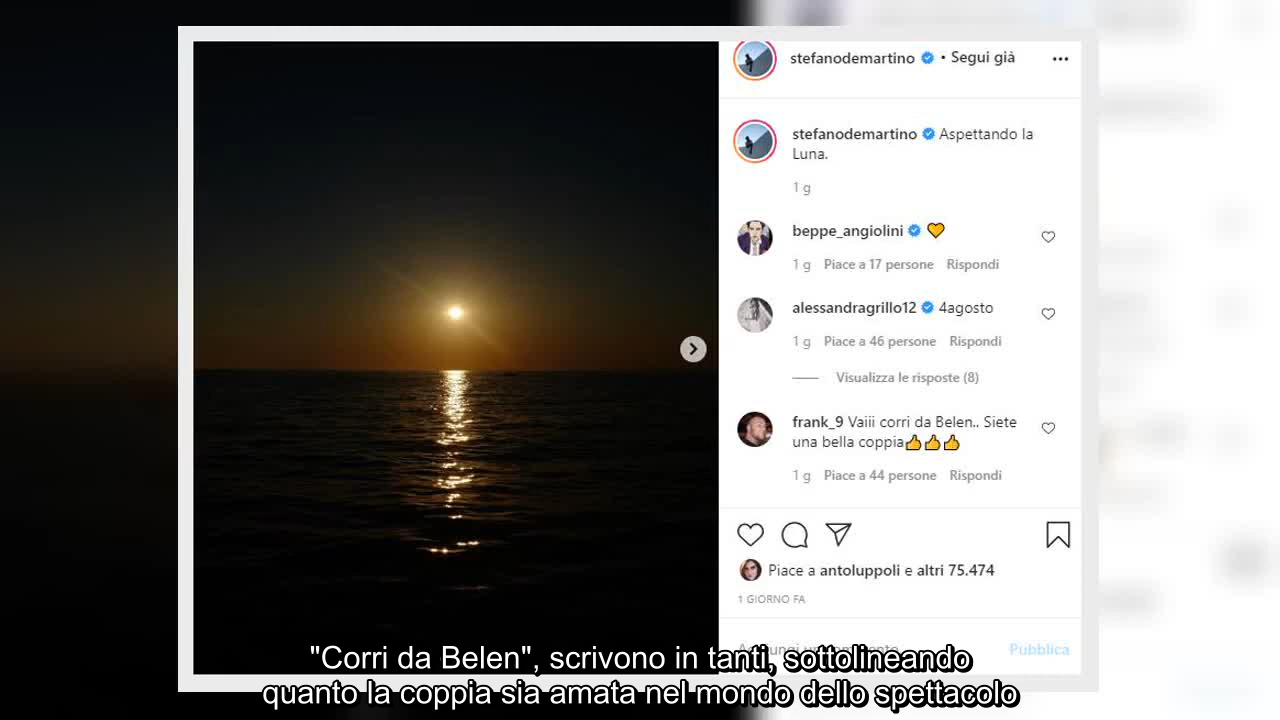 stefanodemartino • Segui già
stefanodemartino Aspettando la
Luna.
1 g
beppe_angiolini 🧡
1 g Piace a 17 persone Rispondi
alessandragrillo12 4agosto
1 g Piace a 46 persone Rispondi
Visualizza le risposte (8)
frank_9 Vaiii corri da Belen.. Siete
una bella coppia👍👍👍
1 g Piace a 44 persone Rispondi
Piace a antoluppoli e altri 75.474
1 GIORNO FA
Aggiungi un commento... Pubblica
"Corri da Belen", scrivono in tanti, sottolineando
quanto la coppia sia amata nel mondo dello spettacolo